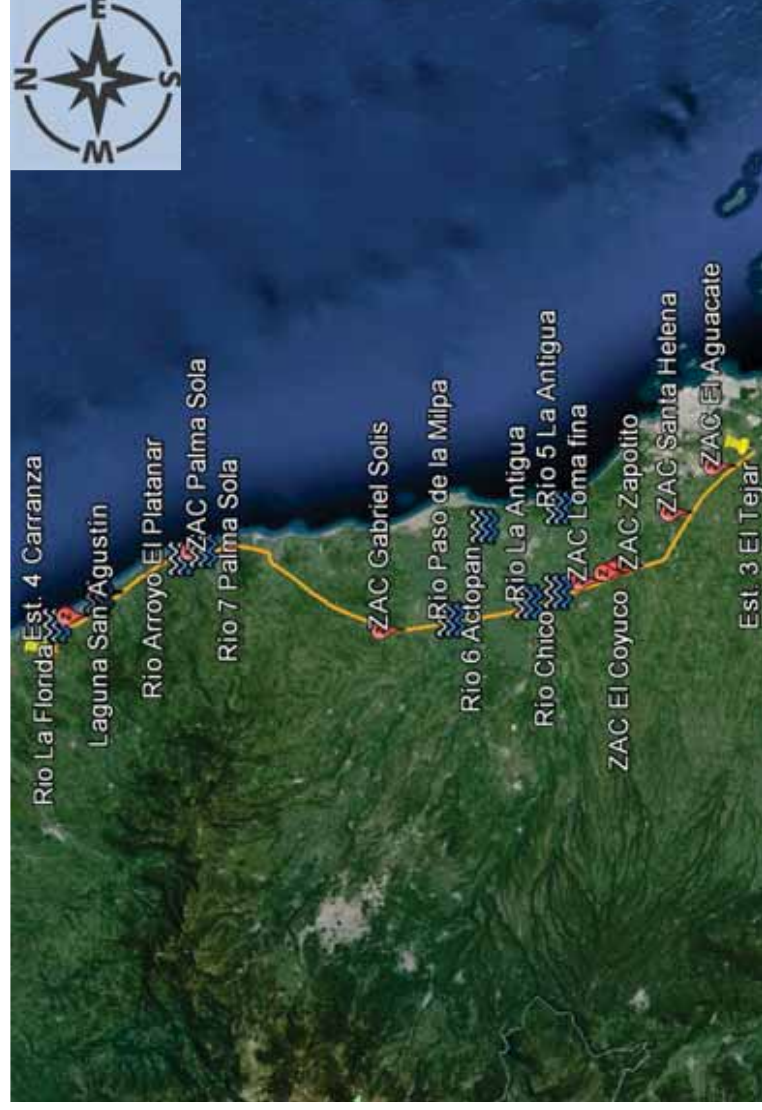 N
E
S
W
Rio La Florida
Est. 4 Carranza
Laguna San Agustín
Rio Arroyo El Platanar
ZAC Palma Sola
Rio 7 Palma Sola
ZAC Gabriel Solis
Rio Paso de la Milpa
Rio 6 Actopan
Rio La Antigua
Rio 5 La Antigua
Rio Chico
ZAC Loma fina
ZAC El Coyuco
ZAC Zapotito
ZAC Santa Helena
ZAC El Aguacate
Est 3 El Tejar